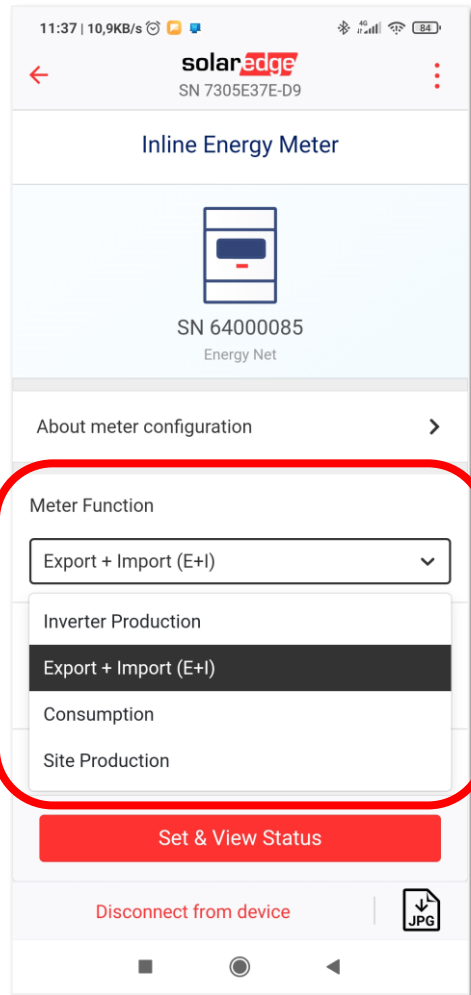 11:37 | 10,9KB/s 4G 84
solaredge
SN 7305E37E-D9
Inline Energy Meter
SN 64000085
Energy Net
About meter configuration
Meter Function
Export + Import (E+I)
Inverter Production
Export + Import (E+I)
Consumption
Site Production
Set & View Status
Disconnect from device
JPG